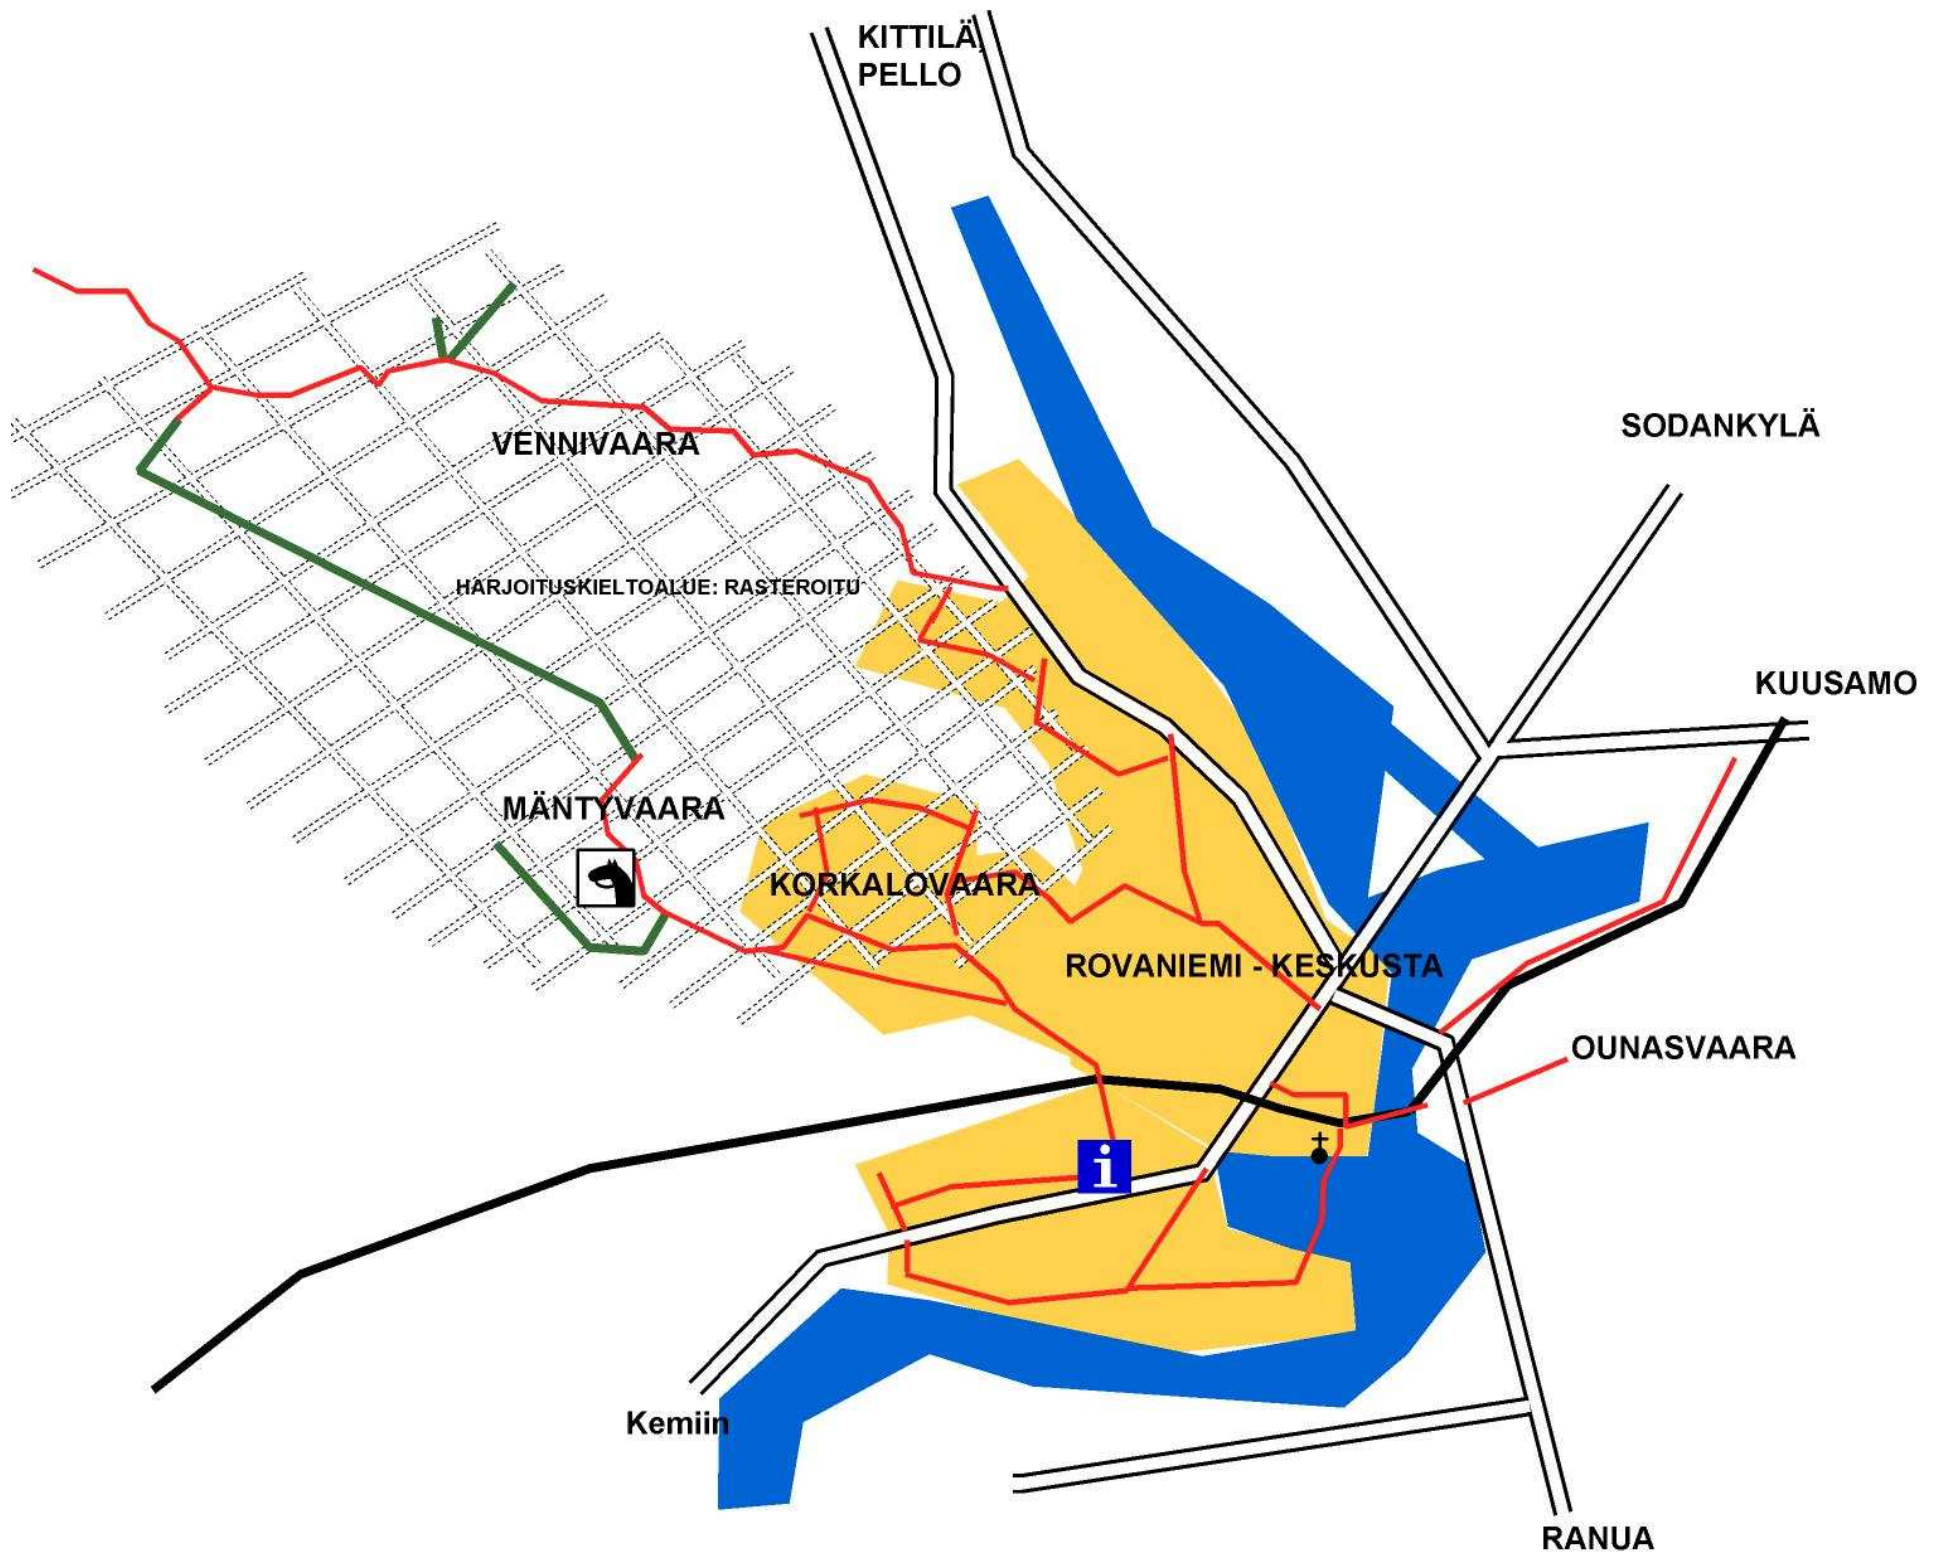 KITTILÄ,
PELLO
SODANKYLÄ
VENNIVAARA
HARJOITUSKIELTOALUE: RASTEROITU
KUUSAMO
MÄNTYVAARA
KORKALOVAARA
ROVANIEMI - KESKUSTA
OUNASVAARA
i
Kemiin
RANUA